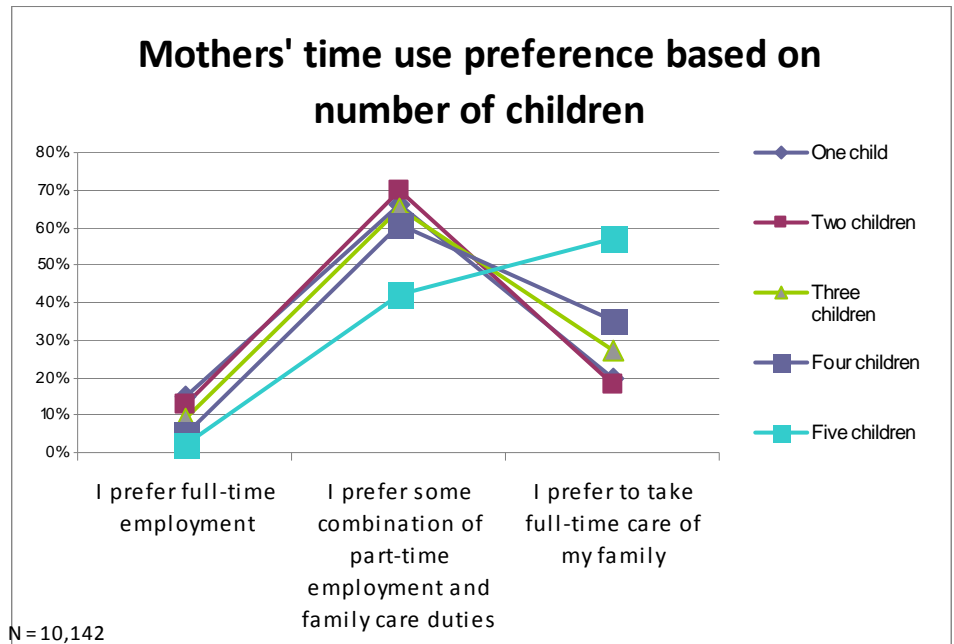 Mothers' time use preference based on
number of children
80%
70%
60%
50%
40%
30%
20%
10%
0%
One child
Two children
Three
children
Four children
Five children
I prefer full-time
employment
I prefer some
combination of
part-time
employment and
family care duties
I prefer to take
full-time care of
my family
N = 10,142